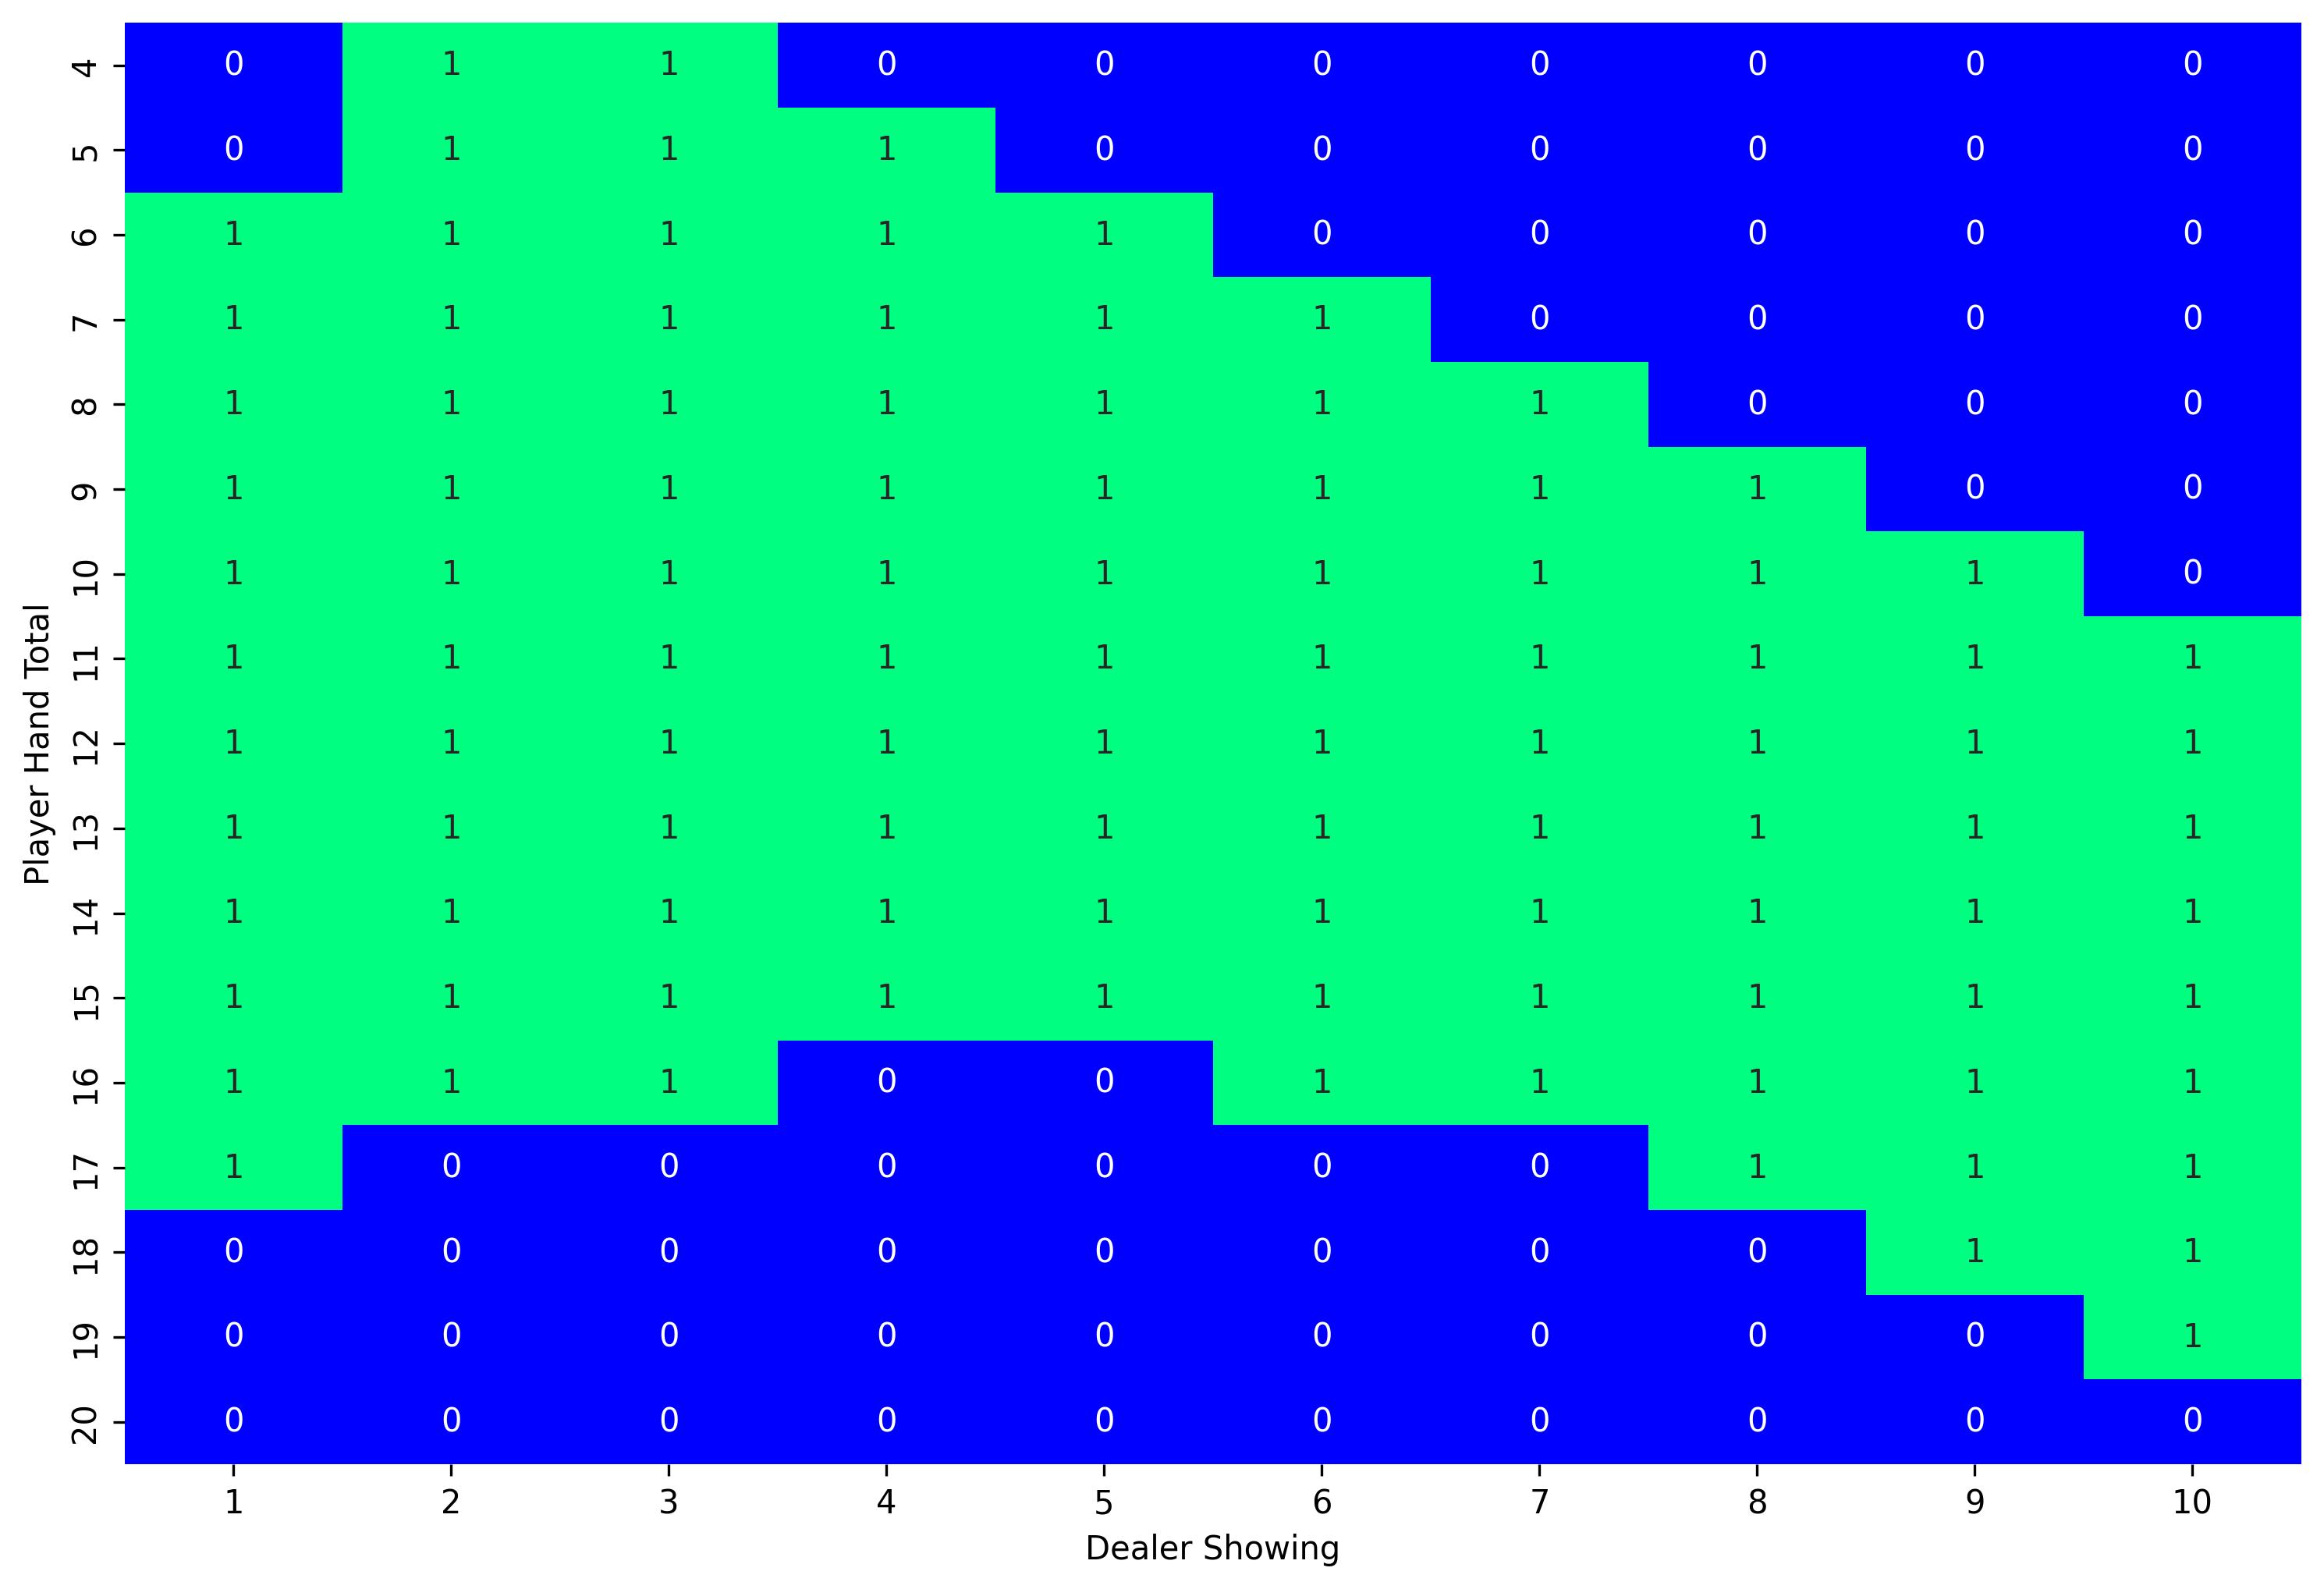 4 0 1 1 0 0 0 0 0 0 0
5 0 1 1 1 0 0 0 0 0 0
6 1 1 1 1 1 0 0 0 0 0
7 1 1 1 1 1 1 0 0 0 0
8 1 1 1 1 1 1 1 0 0 0
9 1 1 1 1 1 1 1 1 0 0
10 1 1 1 1 1 1 1 1 1 0
11 1 1 1 1 1 1 1 1 1 1
12 1 1 1 1 1 1 1 1 1 1
13 1 1 1 1 1 1 1 1 1 1
14 1 1 1 1 1 1 1 1 1 1
15 1 1 1 1 1 1 1 1 1 1
16 1 1 1 0 0 1 1 1 1 1
17 1 0 0 0 0 0 0 1 1 1
18 0 0 0 0 0 0 0 0 1 1
19 0 0 0 0 0 0 0 0 0 1
20 0 0 0 0 0 0 0 0 0 0
1 2 3 4 5 6 7 8 9 10
Dealer Showing
Player Hand Total